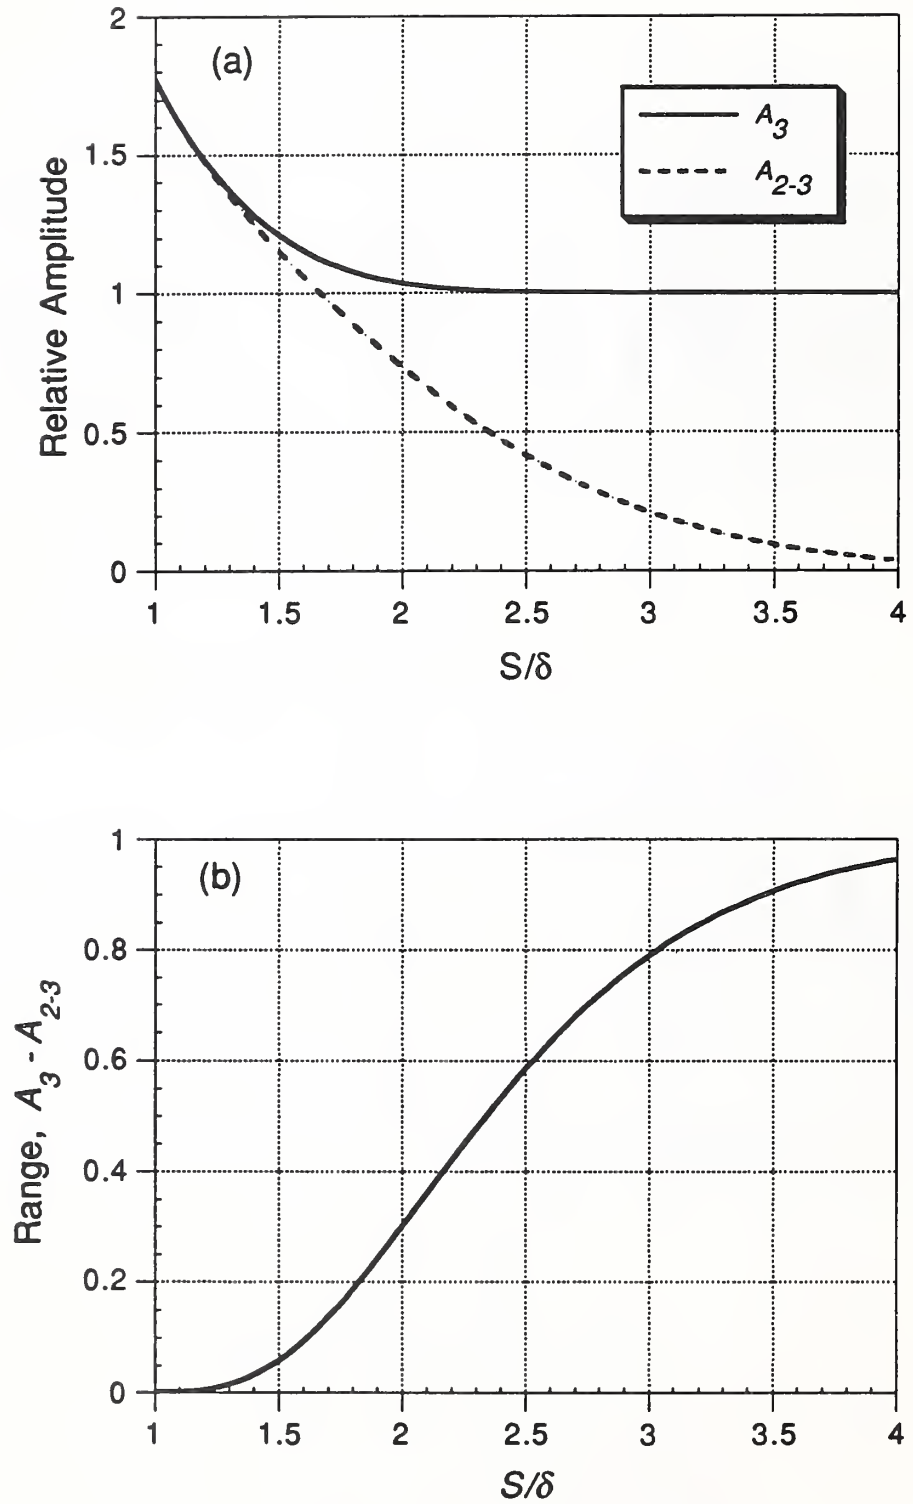 (a)
A3
A2-3
Relative Amplitude
2
1.5
1
0.5
0
1 1.5 2 2.5 3 3.5 4
S/δ
(b)
Range, A3 - A2-3
1
0.8
0.6
0.4
0.2
0
1 1.5 2 2.5 3 3.5 4
S/δ